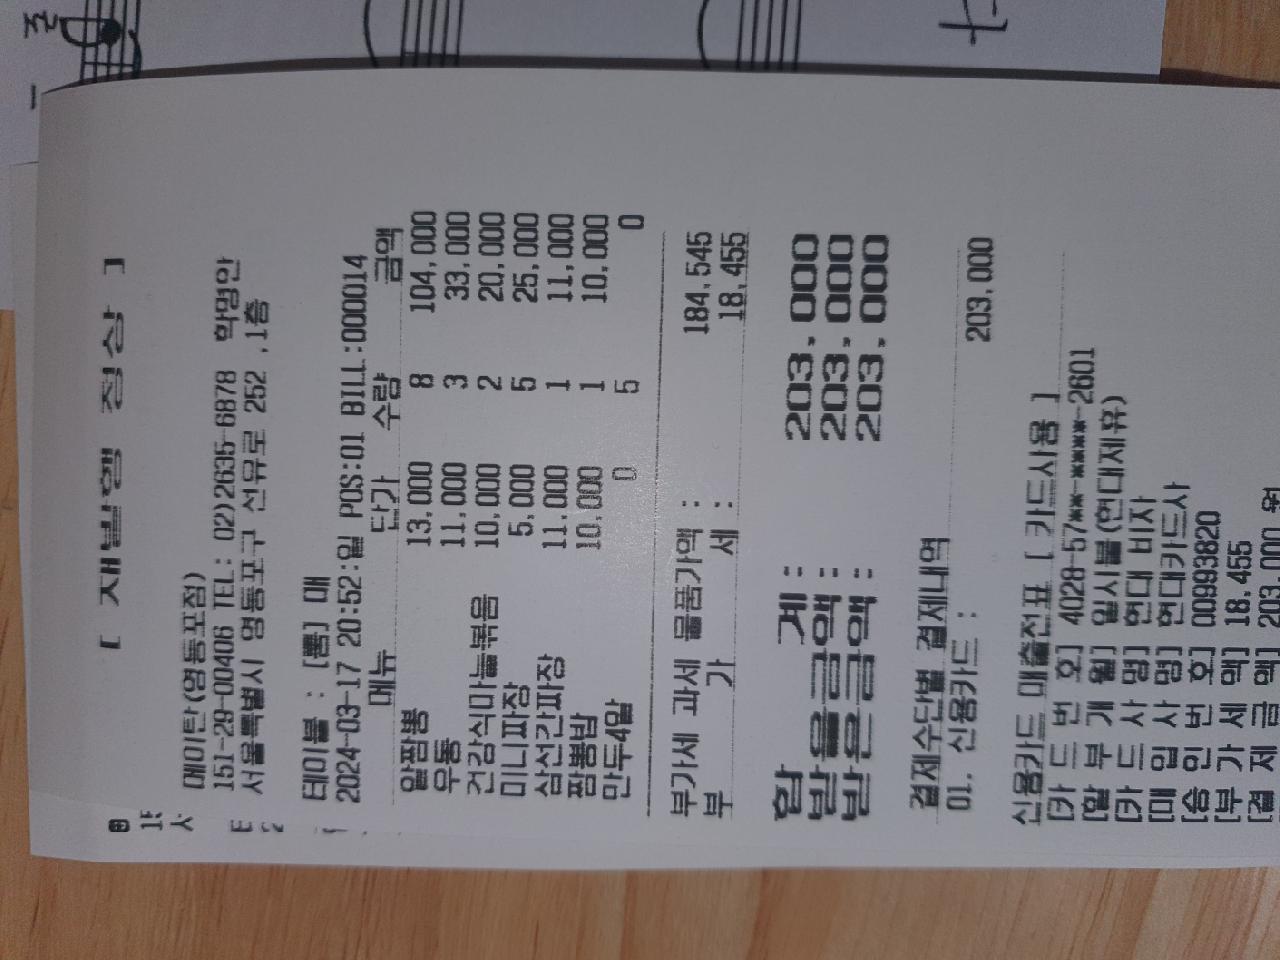 [ 재발행 정상 ]
메이탄(영등포점)
151-29-00406 TEL: 02)2635-6878 학명안
서울특별시 영등포구 선유로 252 ,1층
테이블 : [홀] 매
2024-03-17 20:52:일 POS:01 BILL:000014
메뉴 단가 수량 금액
알짬뽕 13,000 8 104,000
우동 11,000 3 33,000
건강식마늘볶음 10,000 2 20,000
미니짜장 5,000 5 25,000
삼선간짜장 11,000 1 11,000
짬뽕밥 10,000 1 10,000
만두4알 0 5 0
부가세 과세 물품가액 : 184,545
부 가 세 : 18,455
합 계 : 203,000
받을금액 : 203,000
받은금액 : 203,000
결제수단별 결제내역
01. 신용카드 : 203,000
신용카드 매출전표 [ 카드사용 ]
[카 드 번 호] 4028-57**-****-2601
[할 부 개 월] 일시불(현대제휴)
[카 드 사 명] 현대 비자
[매 입 사 명] 현대카드사
[승 인 번 호] 00993820
[부 가 세 액] 18,455
[결 제 금 액] 203,000 원